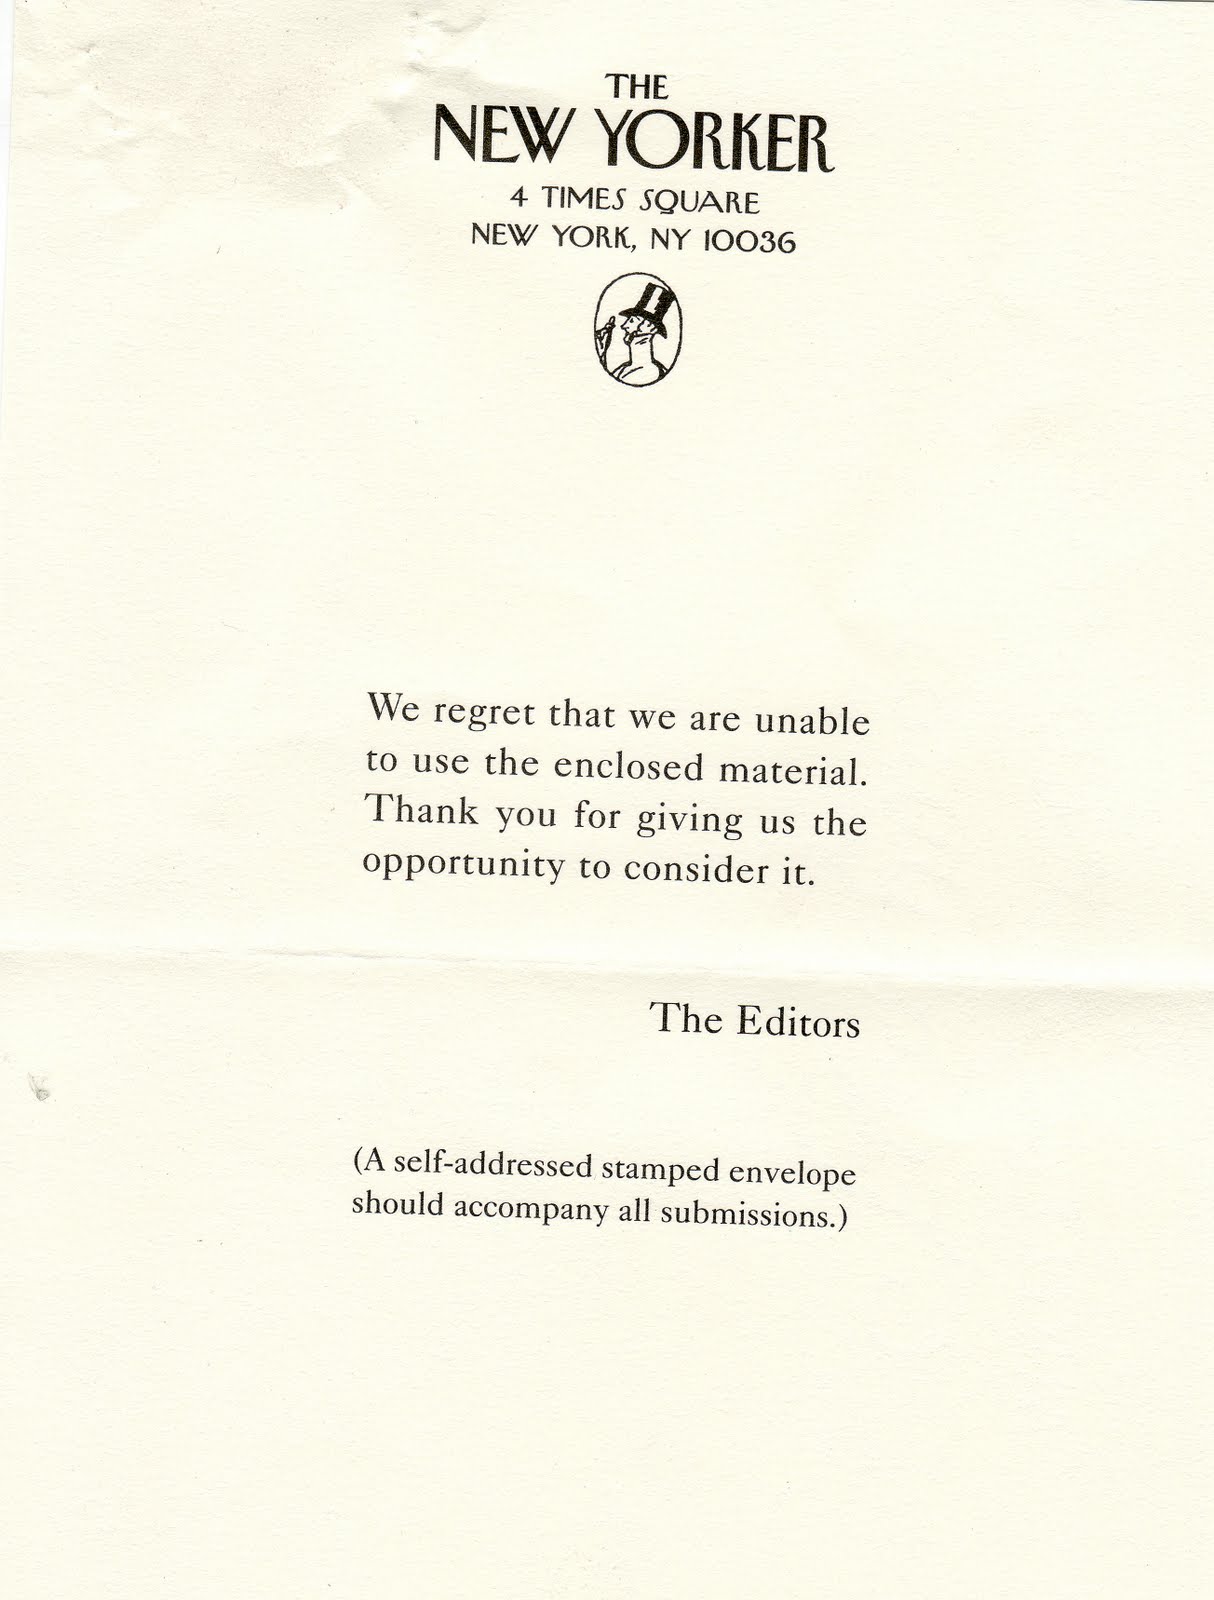 THE
NEW YORKER
4 TIMES SQUARE
NEW YORK, NY 10036
We regret that we are unable
to use the enclosed material.
Thank you for giving us the
opportunity to consider it.
The Editors
(A self-addressed stamped envelope
should accompany all submissions.)